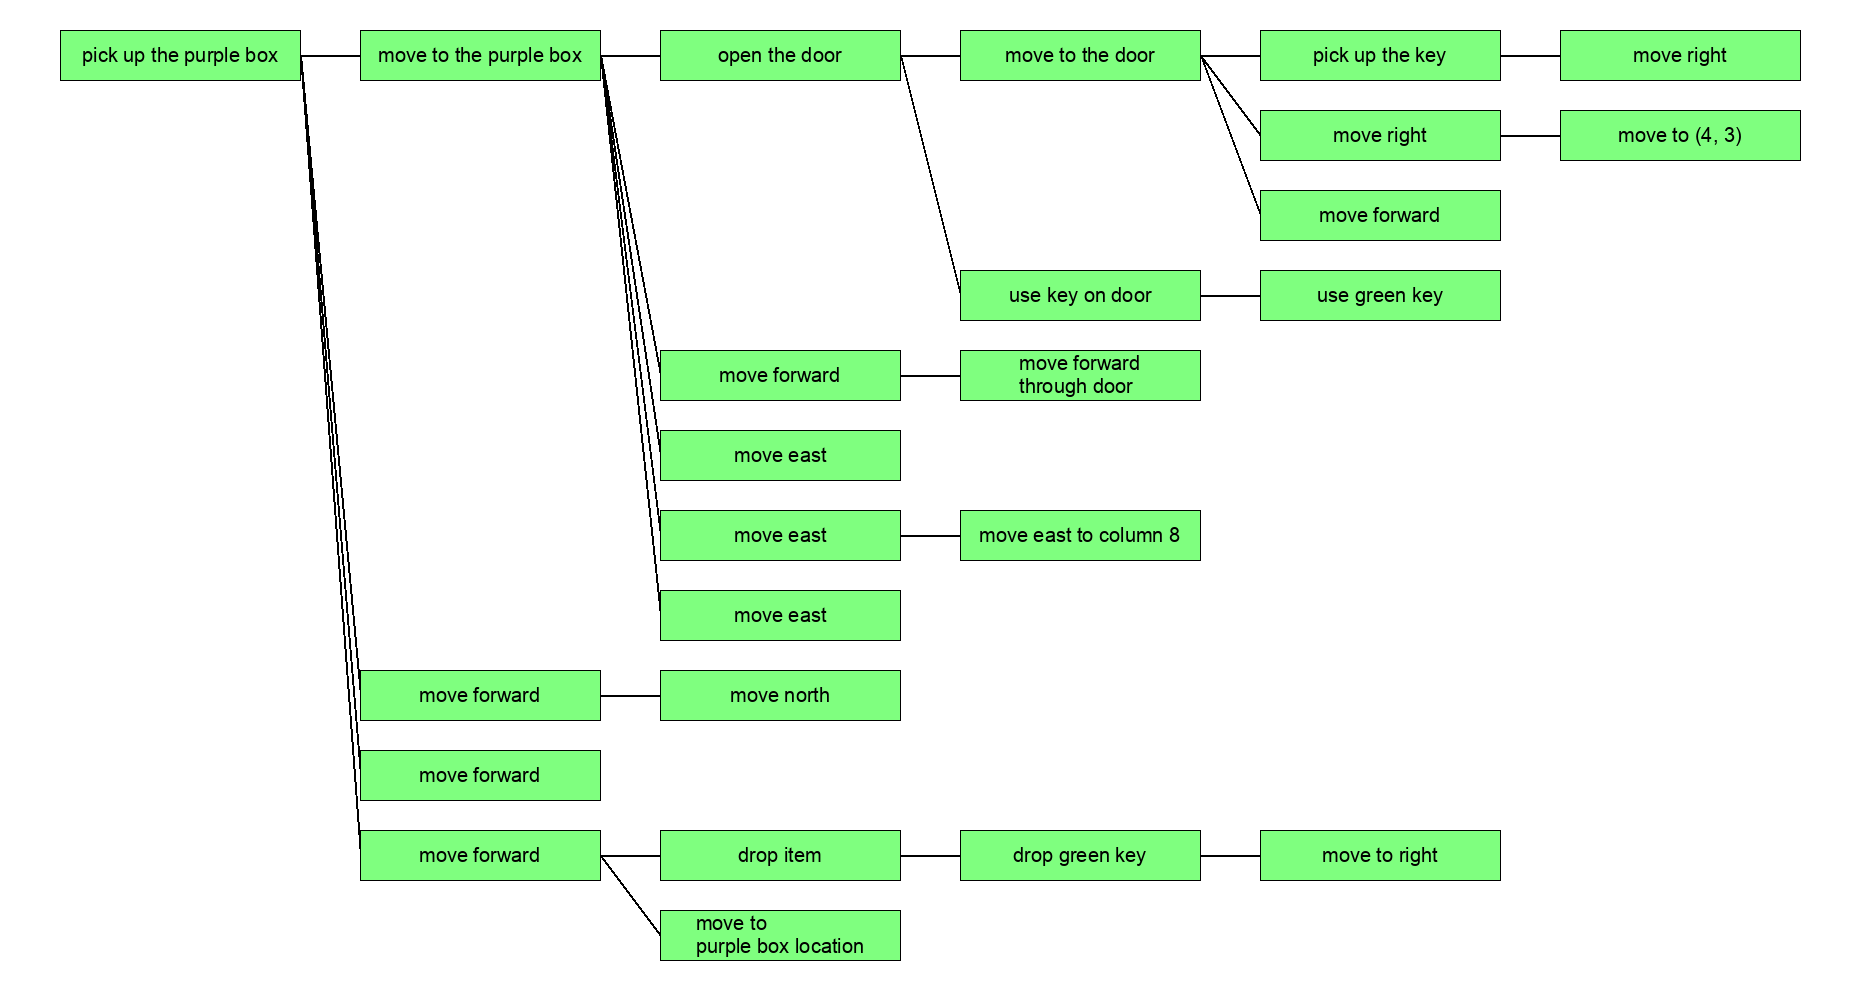 pick up the purple box
move to the purple box
open the door
move to the door
pick up the key
move right
move right
move to (4, 3)
move forward
use key on door
use green key
move forward
move forward
through door
move east
move east
move east to column 8
move east
move forward
move north
move forward
move forward
drop item
drop green key
move to right
move to
purple box location